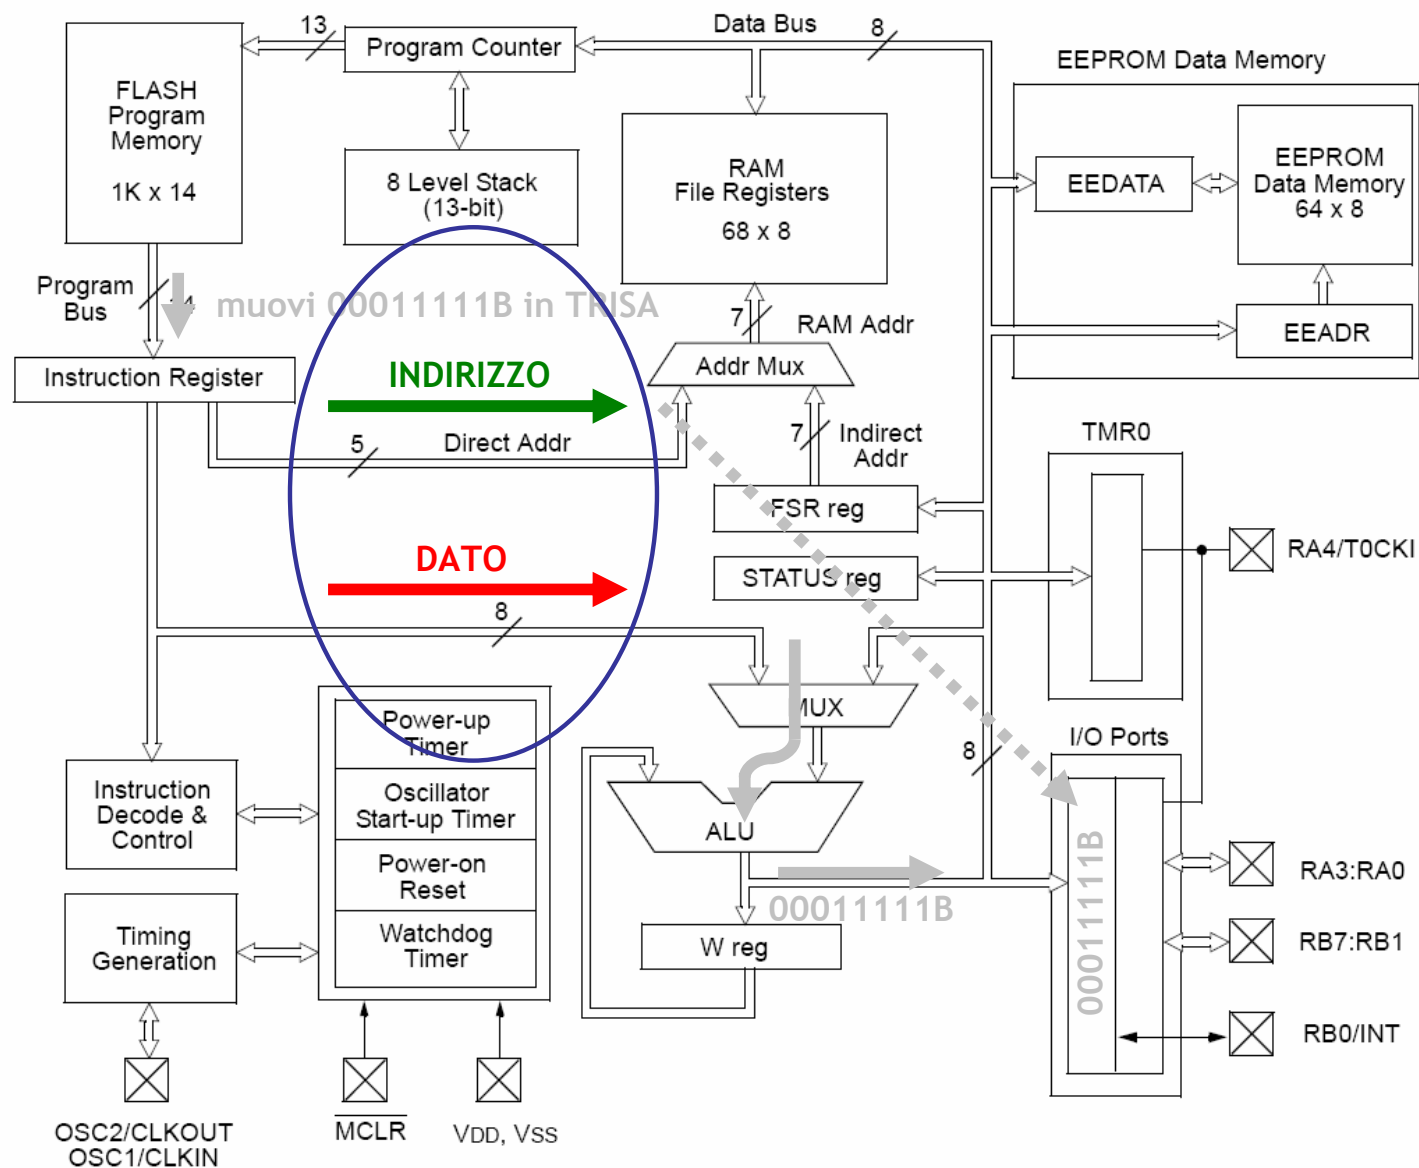 13
Program Counter
Data Bus
8
EEPROM Data Memory
FLASH
Program
Memory
1K x 14
8 Level Stack
(13-bit)
RAM
File Registers
68 x 8
EEDATA
EEPROM
Data Memory
64 x 8
EEADR
Program
Bus
muovi 00011111B in TRISA
7
RAM Addr
Addr Mux
Instruction Register
INDIRIZZO
5
Direct Addr
7
Indirect
Addr
TMR0
FSR reg
RA4/T0CKI
DATO
STATUS reg
8
MUX
Power-up
Timer
8
I/O Ports
Instruction
Decode &
Control
Oscillator
Start-up Timer
ALU
Power-on
Reset
00011111B
00011111B
RA3:RA0
Timing
Generation
Watchdog
Timer
W reg
RB7:RB1
RB0/INT
OSC2/CLKOUT
OSC1/CLKIN
MCLR
VDD, VSS